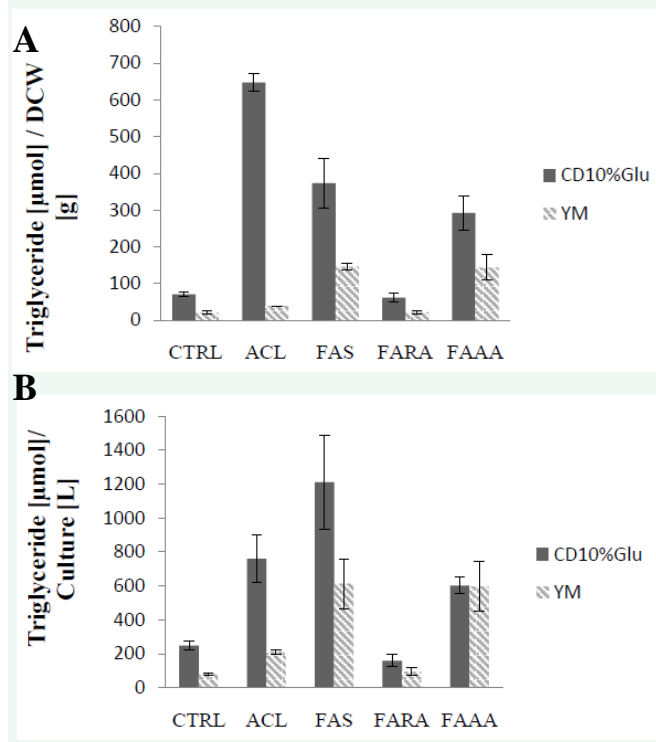 A
Triglyceride [µmol] / DCW
[g]
800
700
600
500
400
300
200
100
0
CTRL ACL FAS FARA FAAA
CD10%Glu
YM
B
Triglyceride [µmol]/
Culture [L]
1600
1400
1200
1000
800
600
400
200
0
CTRL ACL FAS FARA FAAA
CD10%Glu
YM